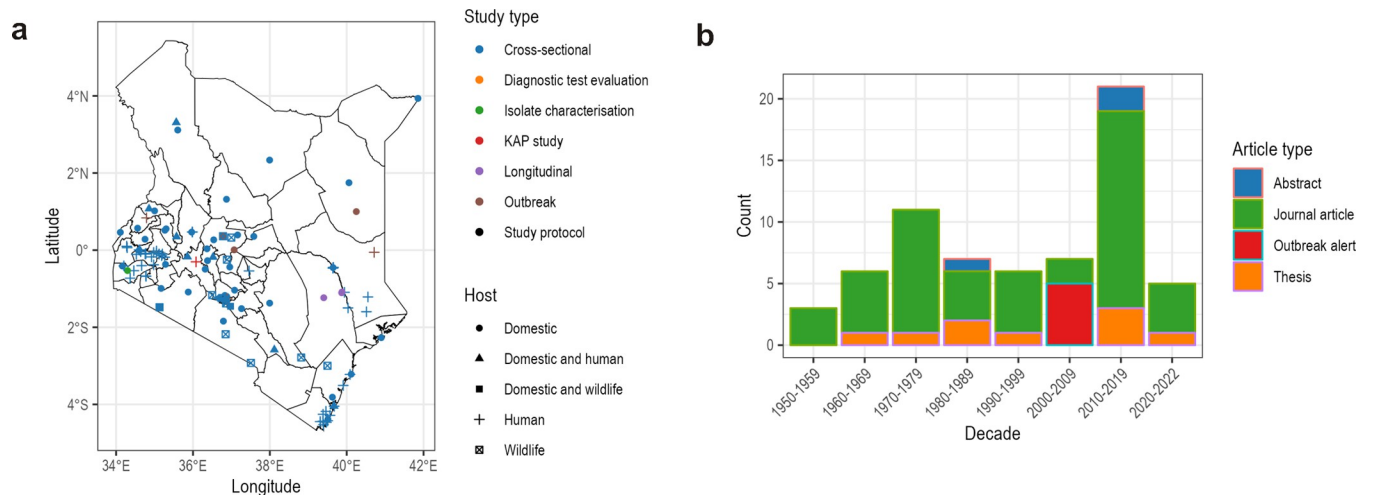 a
4°N
2°N
0°
2°S
4°S
Latitude
34°E 36°E 38°E 40°E 42°E
Longitude
Study type
Cross-sectional
Diagnostic test evaluation
Isolate characterisation
KAP study
Longitudinal
Outbreak
Study protocol
Host
Domestic
Domestic and human
Domestic and wildlife
Human
Wildlife
b
20
15
10
5
0
Count
1950-1959 1960-1969 1970-1979 1980-1989 1990-1999 2000-2009 2010-2019 2020-2022
Decade
Article type
Abstract
Journal article
Outbreak alert
Thesis